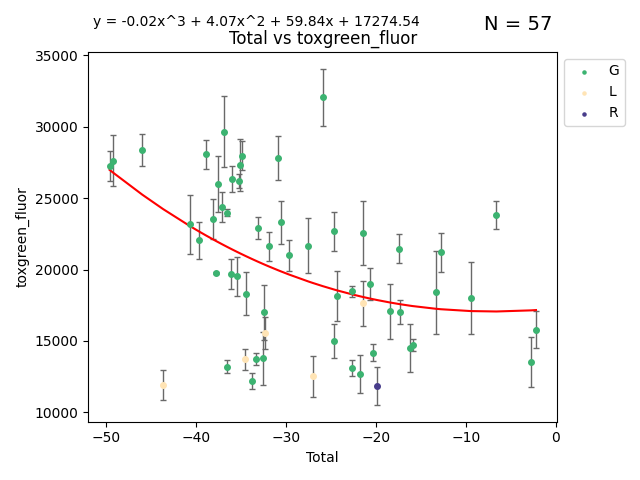 y = -0.02x^3 + 4.07x^2 + 59.84x + 17274.54
N = 57
Total vs toxgreen_fluor
35000
30000
25000
20000
15000
10000
toxgreen_fluor
−50
−40
−30
−20
−10
0
Total
G
L
R